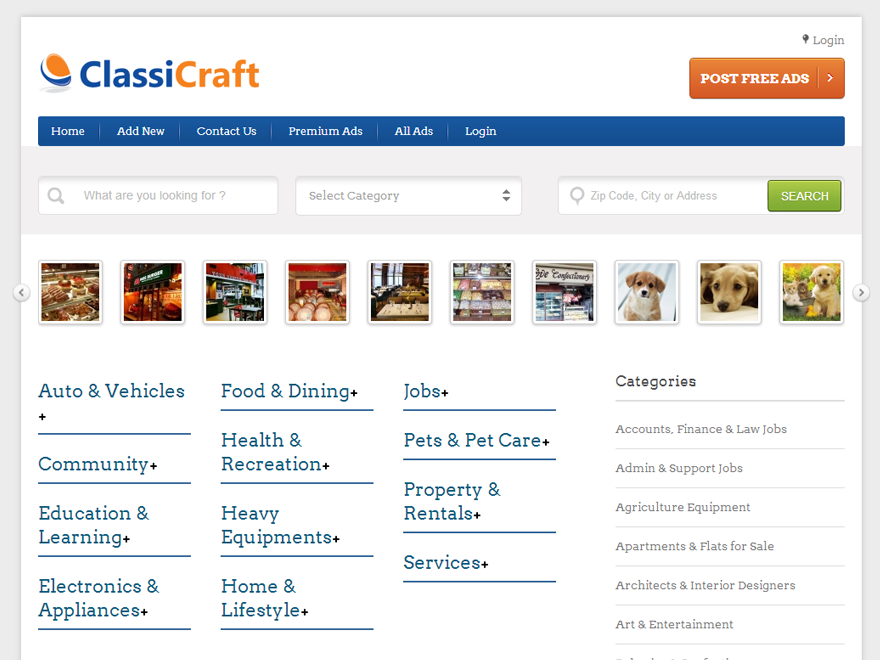 Login
ClassiCraft
POST FREE ADS
Home Add New Contact Us Premium Ads All Ads Login
What are you looking for ?
Select Category
Zip Code, City or Address
SEARCH
Auto & Vehicles
+
Community+
Education &
Learning+
Electronics &
Appliances+
Food & Dining+
Health &
Recreation+
Heavy
Equipments+
Home &
Lifestyle+
Jobs+
Pets & Pet Care+
Property &
Rentals+
Services+
Categories
Accounts, Finance & Law Jobs
Admin & Support Jobs
Agriculture Equipment
Apartments & Flats for Sale
Architects & Interior Designers
Art & Entertainment